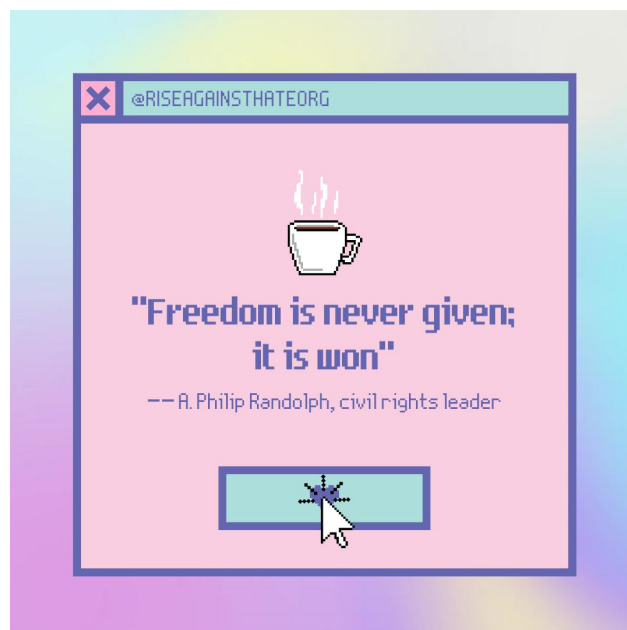 @RISEAGAINSTHATEORG
"Freedom is never given;
it is won"
-- A. Philip Randolph, civil rights leader